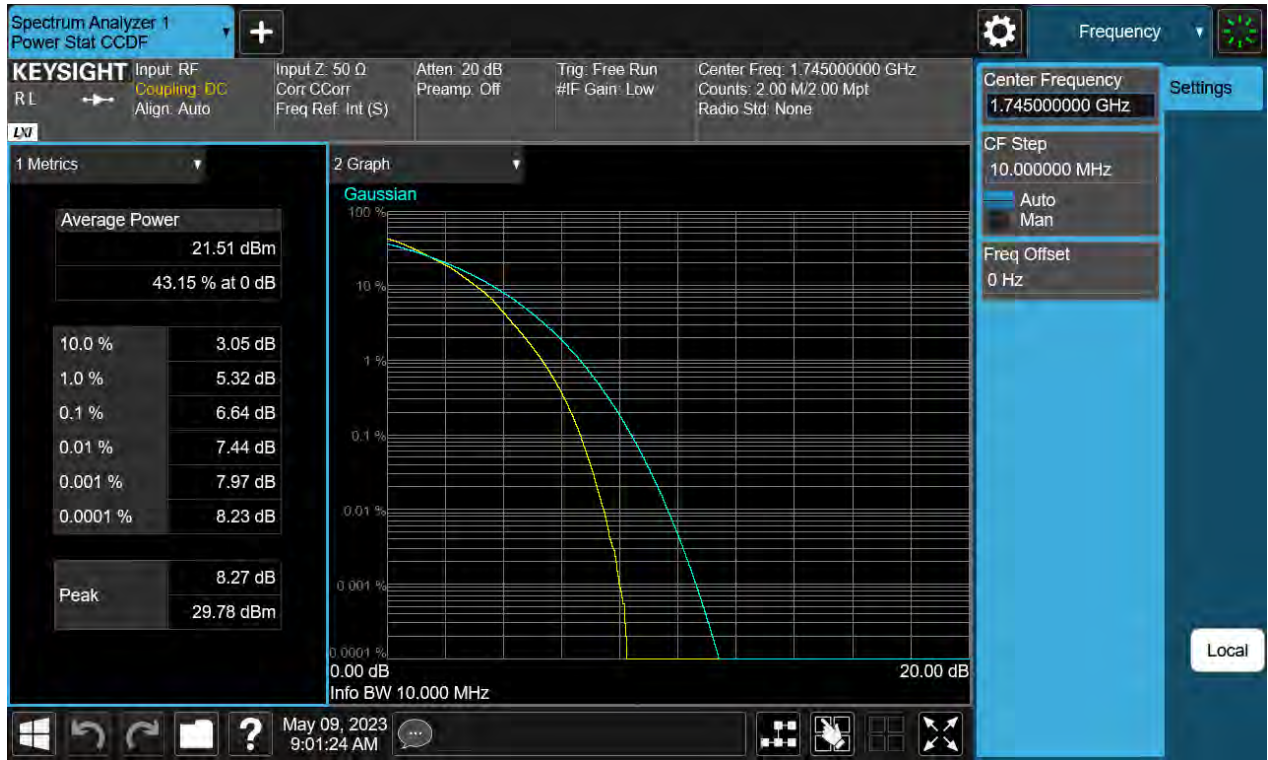 Spectrum Analyzer 1
Power Stat CCDF
+
Frequency
KEYSIGHT
RL
LXI
Input: RF
Coupling: DC
Align: Auto
Input Z: 50 Ω
Corr CCorr
Freq Ref: Int (S)
Atten: 20 dB
Preamp: Off
Trig: Free Run
#IF Gain: Low
Center Freq: 1.745000000 GHz
Counts: 2.00 M/2.00 Mpt
Radio Std: None
Center Frequency
1.745000000 GHz
Settings
CF Step
10.000000 MHz
Auto
Man
Freq Offset
0 Hz
1 Metrics
Average Power
21.51 dBm
43.15 % at 0 dB
10.0 % 3.05 dB
1.0 % 5.32 dB
0.1 % 6.64 dB
0.01 % 7.44 dB
0.001 % 7.97 dB
0.0001 % 8.23 dB
Peak
8.27 dB
29.78 dBm
2 Graph
Gaussian
100 %
10 %
1 %
0.1 %
0.01 %
0.001 %
0.0001 %
0.00 dB 20.00 dB
Info BW 10.000 MHz
Local
?
May 09, 2023
9:01:24 AM